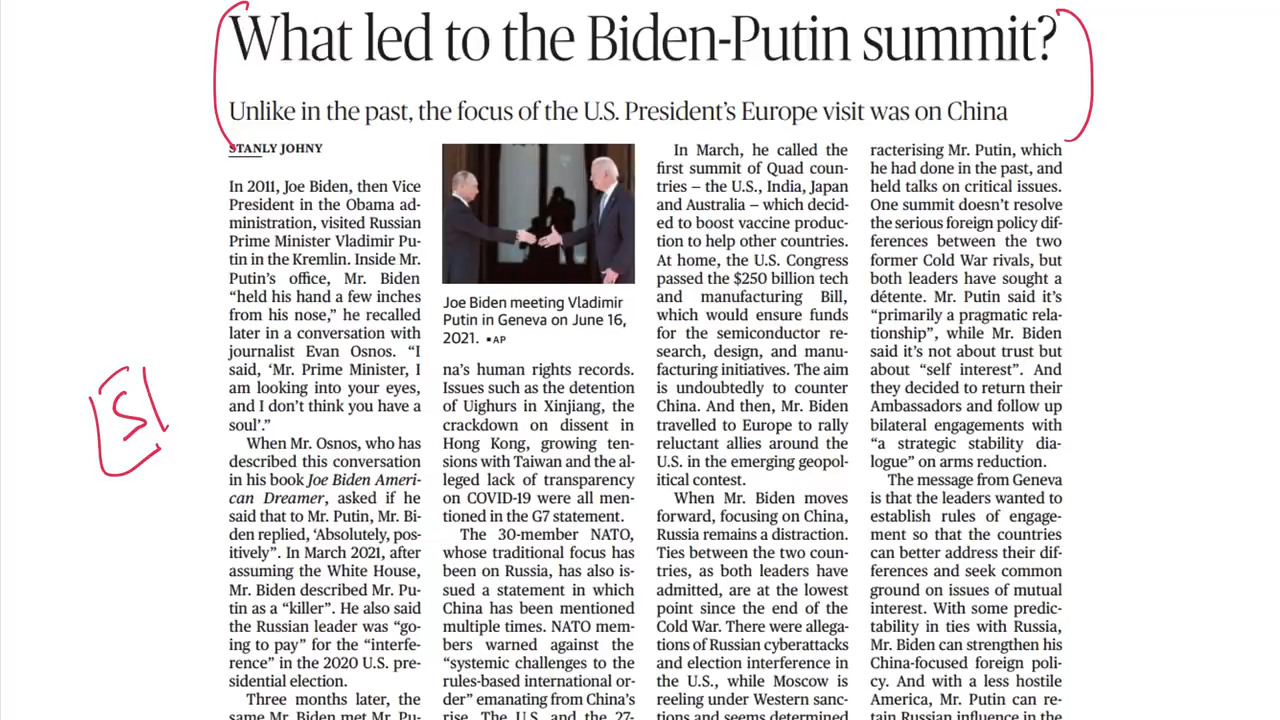 What led to the Biden-Putin summit?
Unlike in the past, the focus of the U.S. President's Europe visit was on China
STANLY JOHNY
In 2011, Joe Biden, then Vice
President in the Obama ad-
ministration, visited Russian
Prime Minister Vladimir Pu-
tin in the Kremlin. Inside Mr.
Putin's office, Mr. Biden
“held his hand a few inches
from his nose,” he recalled
later in a conversation with
journalist Evan Osnos. “I
said, ‘Mr. Prime Minister, I
am looking into your eyes,
and I don't think you have a
soul’.”
When Mr. Osnos, who has
described this conversation
in his book Joe Biden Ameri-
can Dreamer, asked if he
said that to Mr. Putin, Mr. Bi-
den replied, ‘Absolutely, pos-
itively”. In March 2021, after
assuming the White House,
Mr. Biden described Mr. Pu-
tin as a “killer”. He also said
the Russian leader was “go-
ing to pay” for the “interfe-
rence” in the 2020 U.S. pre-
sidential election.
Three months later, the
same Mr. Biden met Mr. Pu-
Joe Biden meeting Vladimir
Putin in Geneva on June 16,
2021. •AP
na's human rights records.
Issues such as the detention
of Uighurs in Xinjiang, the
crackdown on dissent in
Hong Kong, growing ten-
sions with Taiwan and the al-
leged lack of transparency
on COVID-19 were all men-
tioned in the G7 statement.
The 30-member NATO,
whose traditional focus has
been on Russia, has also is-
sued a statement in which
China has been mentioned
multiple times. NATO mem-
bers warned against the
“systemic challenges to the
rules-based international or-
der” emanating from China's
rise. The U.S. and the 27-
In March, he called the
first summit of Quad coun-
tries – the U.S., India, Japan
and Australia – which decid-
ed to boost vaccine produc-
tion to help other countries.
At home, the U.S. Congress
passed the $250 billion tech
and manufacturing Bill,
which would ensure funds
for the semiconductor re-
search, design, and manu-
facturing initiatives. The aim
is undoubtedly to counter
China. And then, Mr. Biden
travelled to Europe to rally
reluctant allies around the
U.S. in the emerging geopol-
itical contest.
When Mr. Biden moves
forward, focusing on China,
Russia remains a distraction.
Ties between the two coun-
tries, as both leaders have
admitted, are at the lowest
point since the end of the
Cold War. There were allega-
tions of Russian cyberattacks
and election interference in
the U.S., while Moscow is
reeling under Western sanc-
tions and seems determined
racterising Mr. Putin, which
he had done in the past, and
held talks on critical issues.
One summit doesn't resolve
the serious foreign policy dif-
ferences between the two
former Cold War rivals, but
both leaders have sought a
détente. Mr. Putin said it's
“primarily a pragmatic rela-
tionship”, while Mr. Biden
said it's not about trust but
about “self interest”. And
they decided to return their
Ambassadors and follow up
bilateral engagements with
“a strategic stability dia-
logue” on arms reduction.
The message from Geneva
is that the leaders wanted to
establish rules of engage-
ment so that the countries
can better address their dif-
ferences and seek common
ground on issues of mutual
interest. With some predic-
tability in ties with Russia,
Mr. Biden can strengthen his
China-focused foreign poli-
cy. And with a less hostile
America, Mr. Putin can re-
tain Russian influence in the